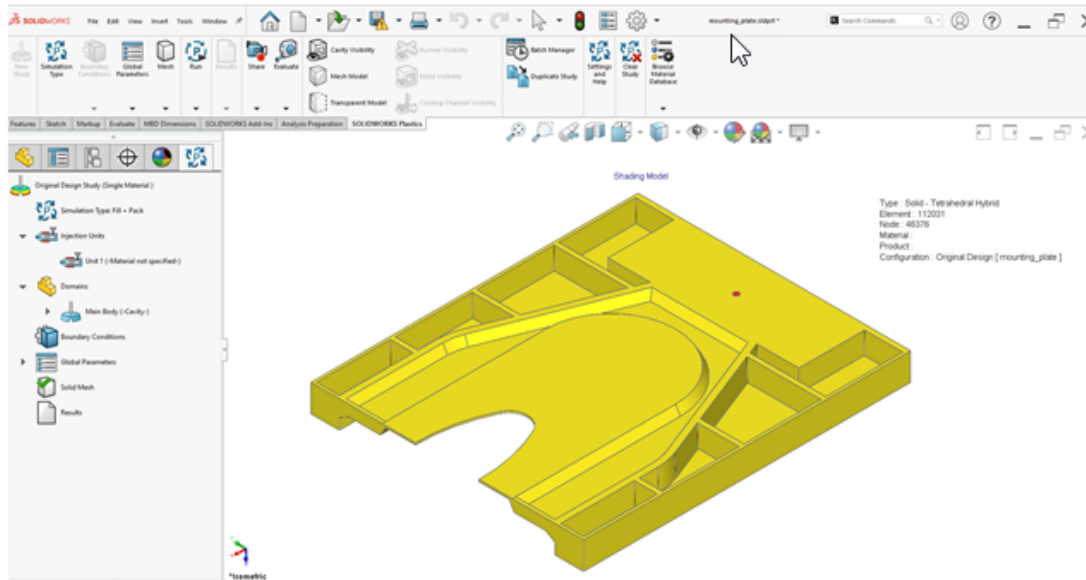 SOLIDWORKS File Edit View Insert Tools Window mounting_plate.sldprt * Search Commands
New Study
Simulation Type
Boundary Conditions
Global Parameters
Mesh
Run
Results
Share
Evaluate
Cavity Visibility
Mesh Model
Transparent Model
Runner Visibility
Mold Visibility
Cooling Channel Visibility
Batch Manager
Duplicate Study
Settings and Help
Clear Study
Browse Material Database
Features Sketch Markup Evaluate MBD Dimensions SOLIDWORKS Add-Ins Analysis Preparation SOLIDWORKS Plastics
Original Design Study (Single Material )
Simulation Type: Fill + Pack
Injection Units
Unit 1 (-Material not specified-)
Domains
Main Body (-Cavity-)
Boundary Conditions
Global Parameters
Solid Mesh
Results
Shading Model
Type : Solid - Tetrahedral Hybrid
Element : 112031
Node : 46376
Material :
Product :
Configuration : Original Design [ mounting_plate ]
*Isometric